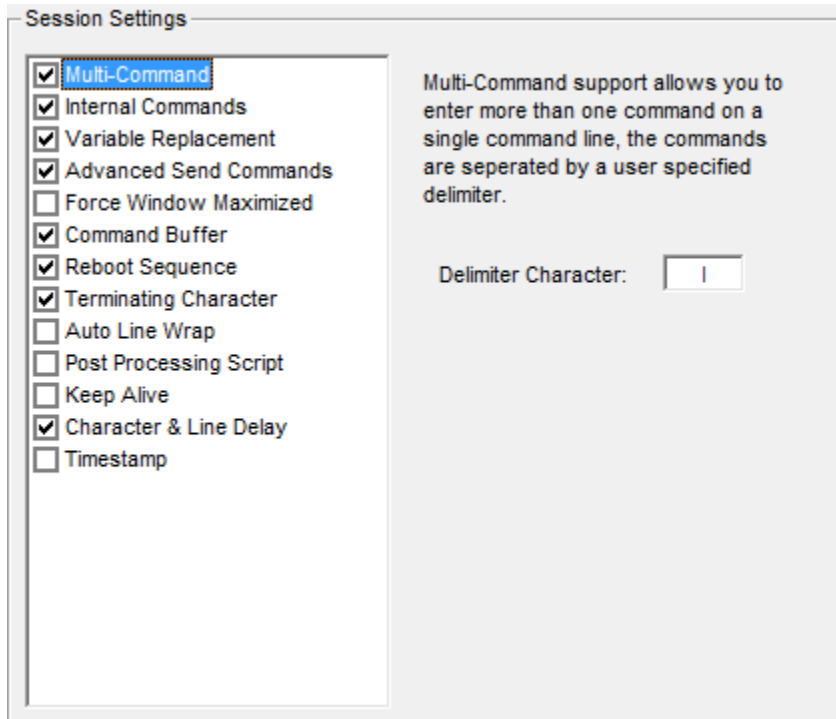 Session Settings
Multi-Command
Internal Commands
Variable Replacement
Advanced Send Commands
Force Window Maximized
Command Buffer
Reboot Sequence
Terminating Character
Auto Line Wrap
Post Processing Script
Keep Alive
Character & Line Delay
Timestamp
Multi-Command support allows you to
enter more than one command on a
single command line, the commands
are seperated by a user specified
delimiter.
Delimiter Character: |